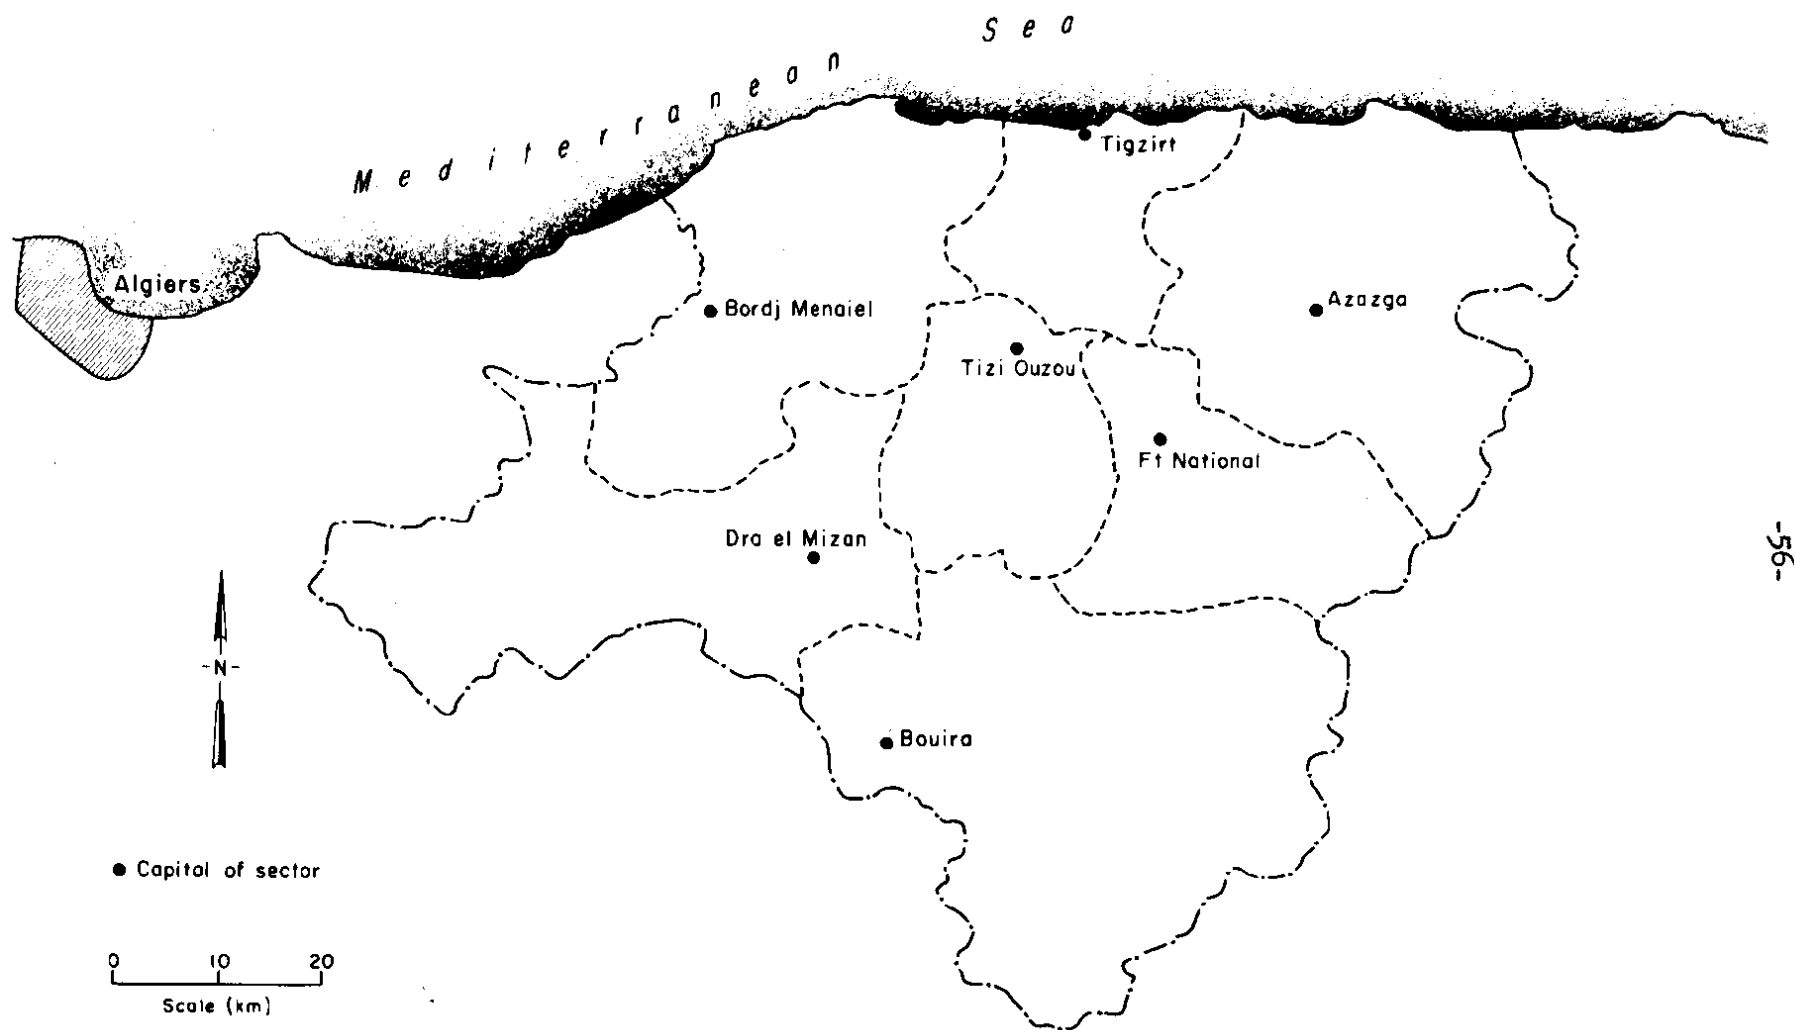 Mediterranean Sea
Tigzirt
Algiers
Azazga
Bordj Menaiel
Tizi Ouzou
Ft National
-56-
Dra el Mizan
-N-
Bouira
Capital of sector
0 10 20
Scale (km)